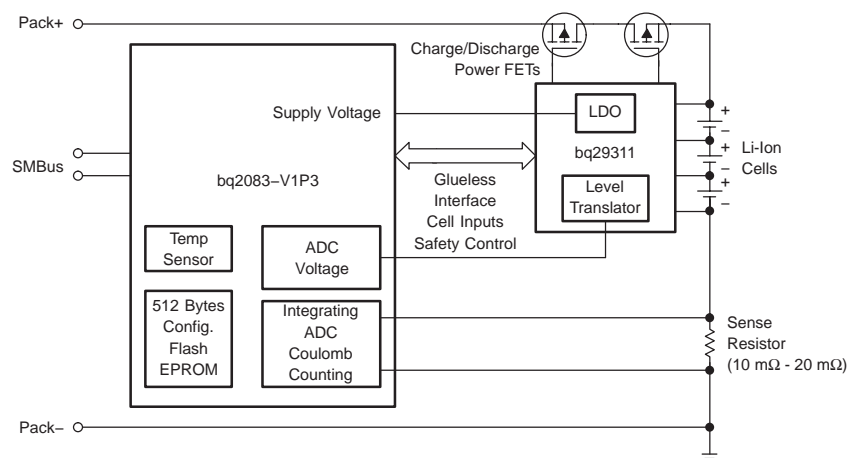 Pack+
Charge/Discharge
Power FETs
Supply Voltage
LDO
bq29311
+
−
+
−
+
−
Li-Ion
Cells
SMBus
bq2083−V1P3
Glueless
Interface
Cell Inputs
Safety Control
Level
Translator
Temp
Sensor
ADC
Voltage
512 Bytes
Config.
Flash
EPROM
Integrating
ADC
Coulomb
Counting
Sense
Resistor
(10 mΩ - 20 mΩ)
Pack−